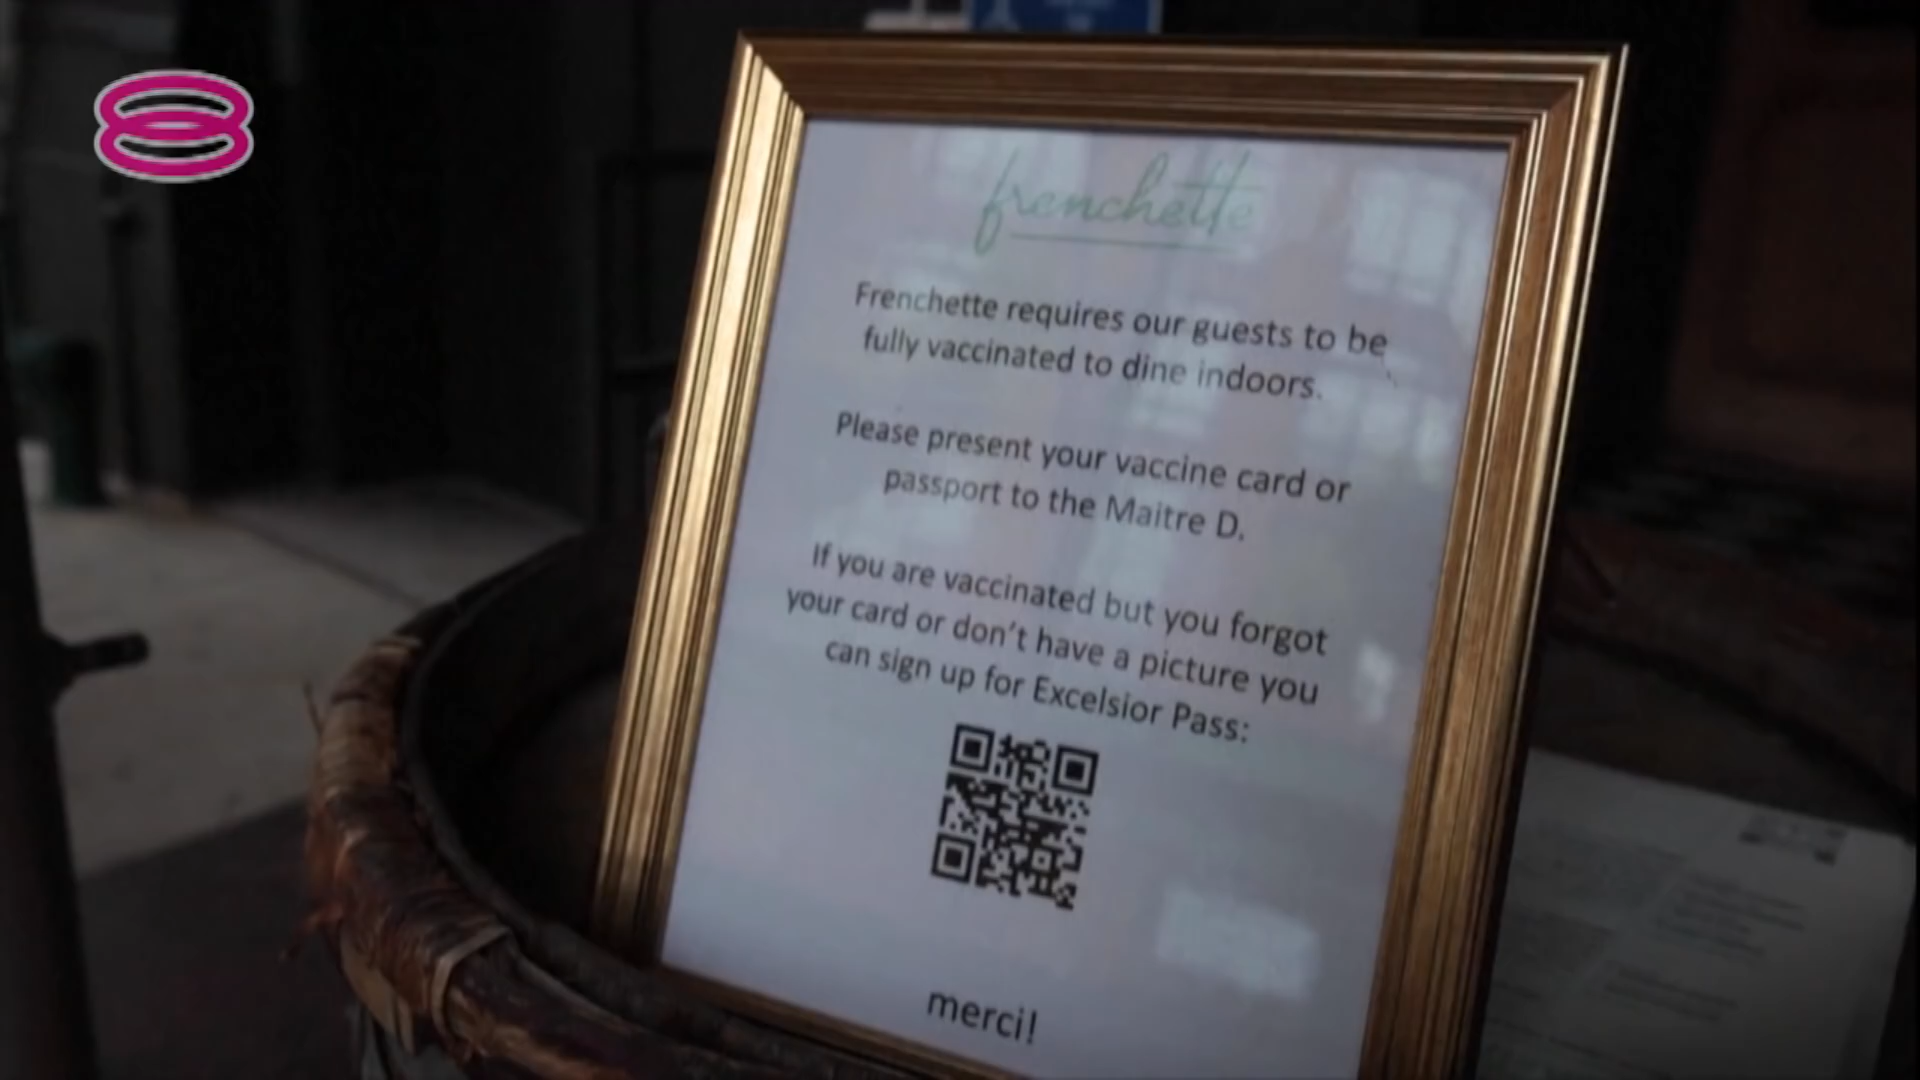 frenchette
Frenchette requires our guests to be
fully vaccinated to dine indoors.
Please present your vaccine card or
passport to the Maitre D.
If you are vaccinated but you forgot
your card or don't have a picture you
can sign up for Excelsior Pass:
merci!